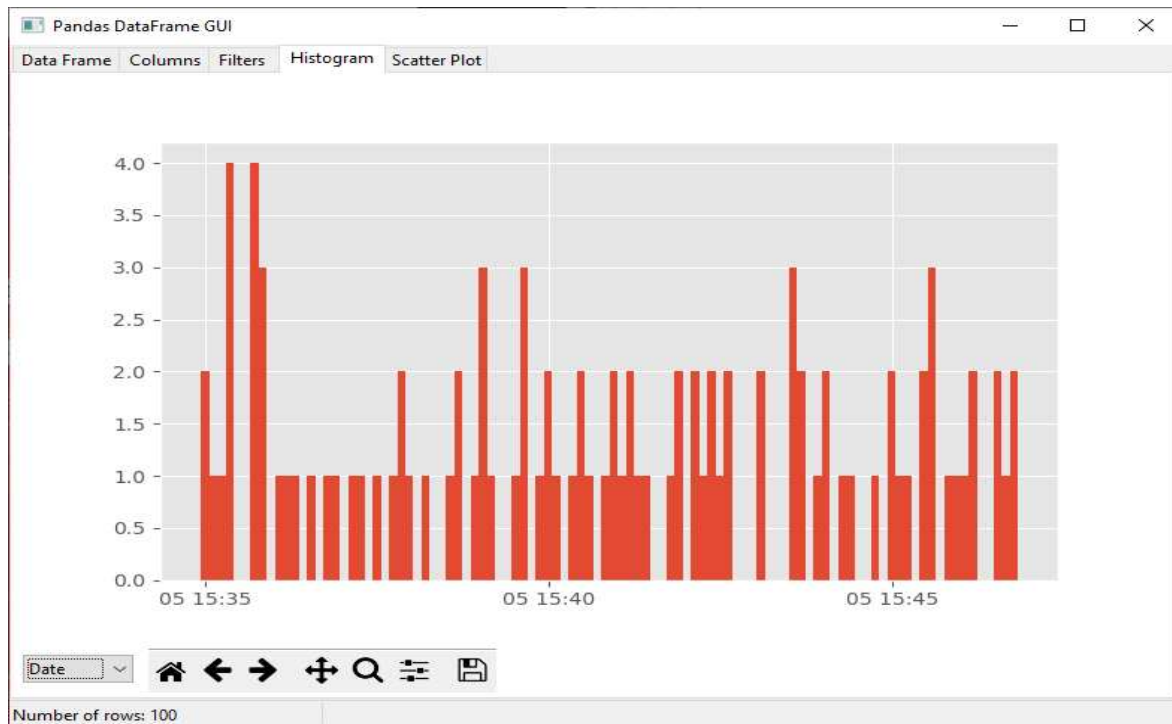 Pandas DataFrame GUI
Data Frame Columns Filters Histogram Scatter Plot
4.0
3.5
3.0
2.5
2.0
1.5
1.0
0.5
0.0
05 15:35 05 15:40 05 15:45
Date
Number of rows: 100